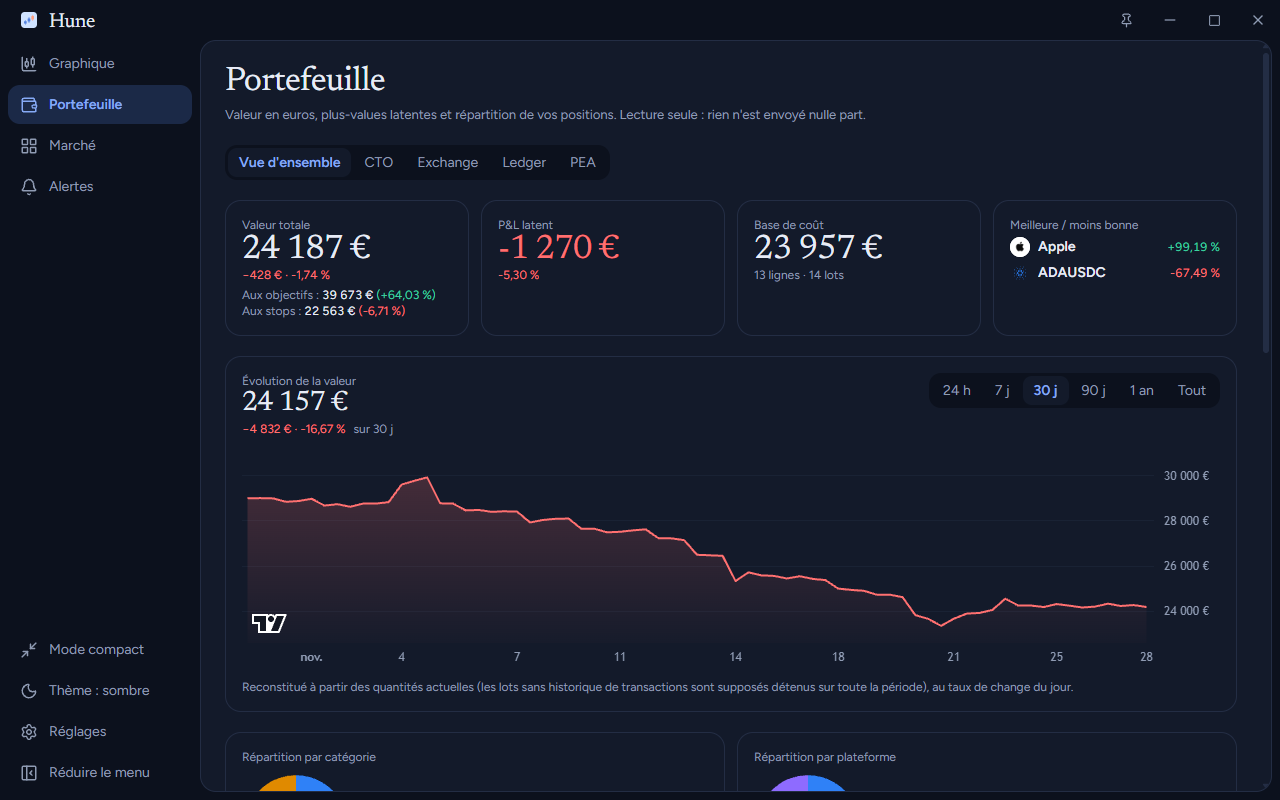 Hune
Graphique
Portefeuille
Marché
Alertes
Mode compact
Thème : sombre
Réglages
Réduire le menu
Portefeuille
Valeur en euros, plus-values latentes et répartition de vos positions. Lecture seule : rien n'est envoyé nulle part.
Vue d'ensemble CTO Exchange Ledger PEA
Valeur totale
24 187 €
−428 € · -1,74 %
Aux objectifs : 39 673 € (+64,03 %)
Aux stops : 22 563 € (-6,71 %)
P&L latent
-1 270 €
-5,30 %
Base de coût
23 957 €
13 lignes · 14 lots
Meilleure / moins bonne
Apple +99,19 %
ADAUSDC -67,49 %
Évolution de la valeur
24 157 €
−4 832 € · -16,67 % sur 30 j
24 h 7 j 30 j 90 j 1 an Tout
30 000 €
28 000 €
26 000 €
24 000 €
nov. 4 7 11 14 18 21 25 28
Reconstitué à partir des quantités actuelles (les lots sans historique de transactions sont supposés détenus sur toute la période), au taux de change du jour.
Répartition par catégorie
Répartition par plateforme